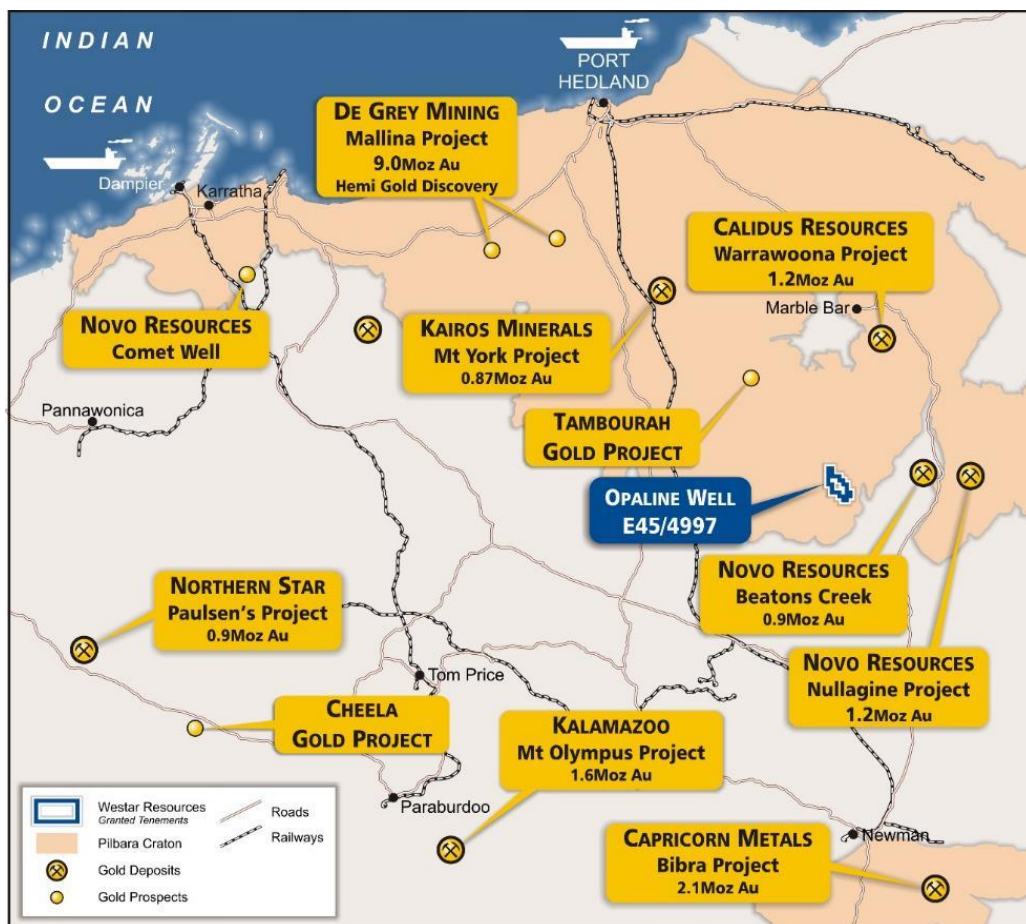 INDIAN
OCEAN
PORT
HEDLAND
DE GREY MINING
Mallina Project
9.0Moz Au
Hemi Gold Discovery
Dampier
Karratha
CALIDUS RESOURCES
Warrawoona Project
1.2Moz Au
Marble Bar
NOVO RESOURCES
Comet Well
KAIROS MINERALS
Mt York Project
0.87Moz Au
Pannawonica
TAMBOURAH
GOLD PROJECT
OPALINE WELL
E45/4997
NOVO RESOURCES
Beatons Creek
0.9Moz Au
NORTHERN STAR
Paulsen's Project
0.9Moz Au
NOVO RESOURCES
Nullagine Project
1.2Moz Au
Tom Price
CHEELA
GOLD PROJECT
KALAMAZOO
Mt Olympus Project
1.6Moz Au
Paraburdoo
CAPRICORN METALS
Bibra Project
2.1Moz Au
Newman
Westar Resources
Granted Tenements
Pilbara Craton
Gold Deposits
Gold Prospects
Roads
Railways